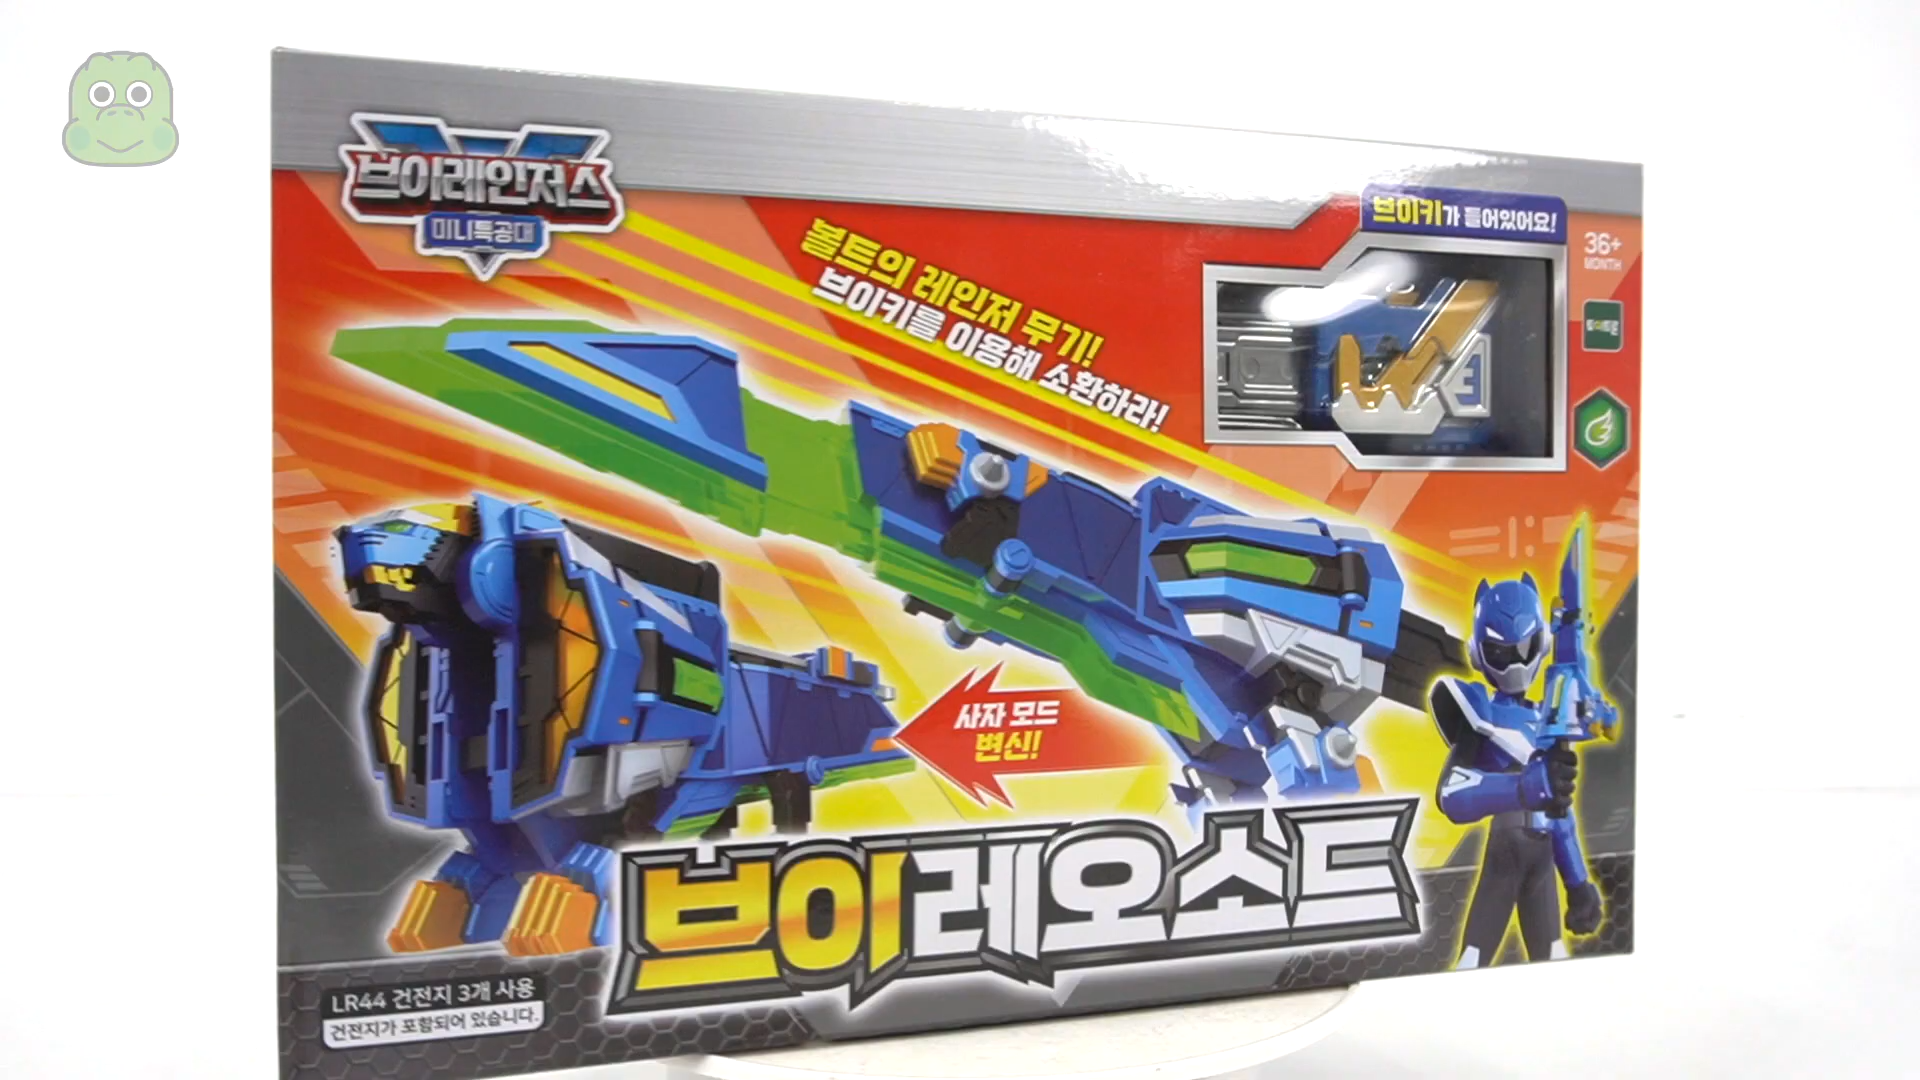 브이레인저스
미니특공대
볼트의 레인저 무기!
브이키를 이용해 소환하라!
브이키가 들어있어요!
36+
MONTH
3
사자 모드
변신!
브이레오소드
LR44 건전지 3개 사용
건전지가 포함되어 있습니다.